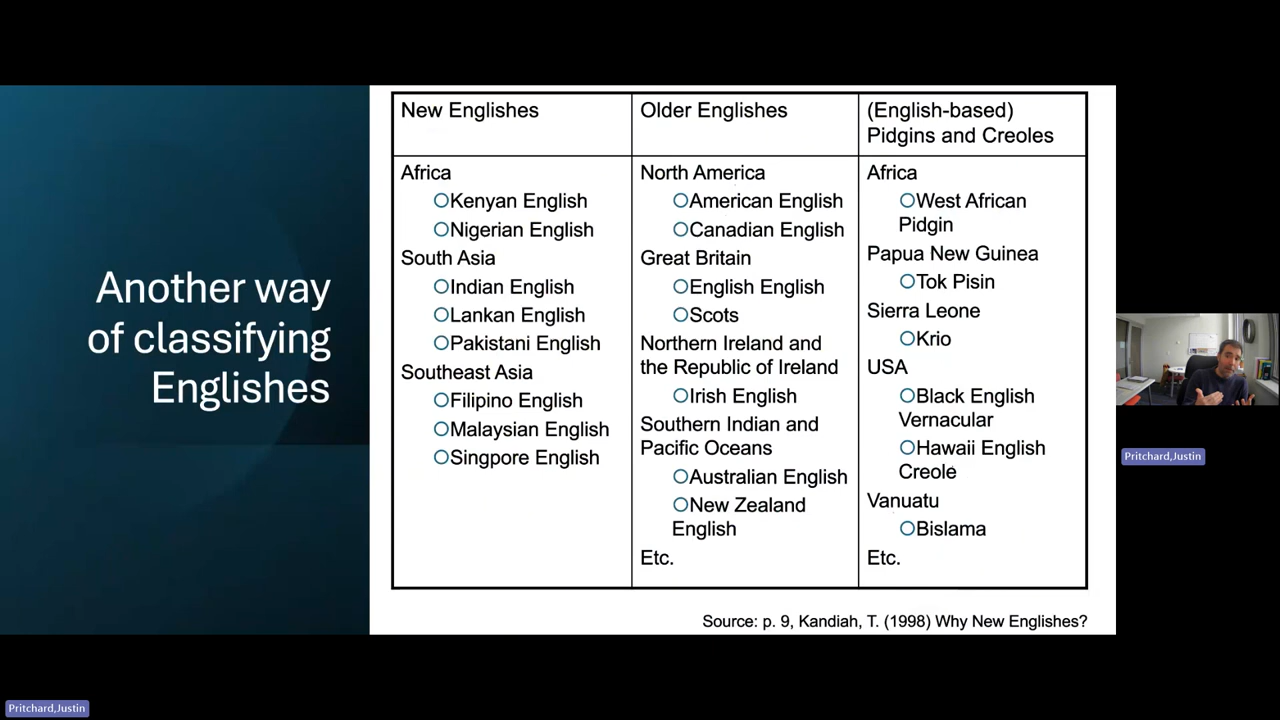 Another way
of classifying
Englishes
New Englishes
Africa
Kenyan English
Nigerian English
South Asia
Indian English
Lankan English
Pakistani English
Southeast Asia
Filipino English
Malaysian English
Singpore English
Older Englishes
North America
American English
Canadian English
Great Britain
English English
Scots
Northern Ireland and
the Republic of Ireland
Irish English
Southern Indian and
Pacific Oceans
Australian English
New Zealand
English
Etc.
(English-based)
Pidgins and Creoles
Africa
West African
Pidgin
Papua New Guinea
Tok Pisin
Sierra Leone
Krio
USA
Black English
Vernacular
Hawaii English
Creole
Vanuatu
Bislama
Etc.
Source: p. 9, Kandiah, T. (1998) Why New Englishes?
Pritchard,Justin
Pritchard,Justin